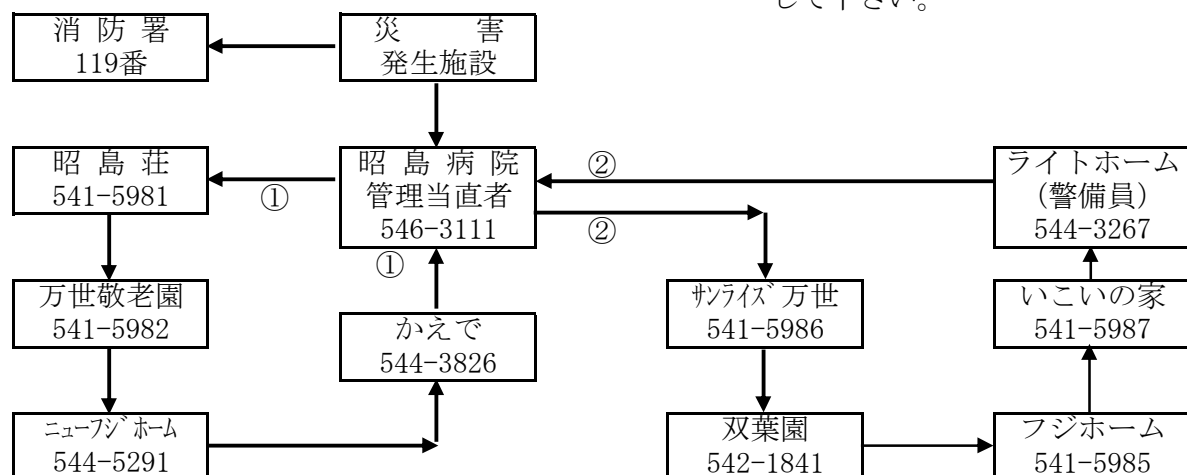 して下さい。
消 防 署
119番
災　　害
発生施設
昭 島 荘
541-5981
①
昭 島 病 院
管理当直者
546-3111
①
②
②
ライトホーム
(警備員)
544-3267
万世敬老園
541-5982
かえで
544-3826
サンライズ万世
541-5986
いこいの家
541-5987
ニューフジホーム
544-5291
双葉園
542-1841
フジホーム
541-5985